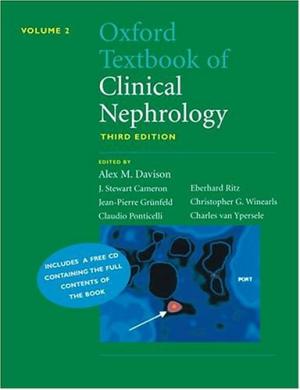 VOLUME 2
Oxford
Textbook of
Clinical
Nephrology
THIRD EDITION
EDITED BY
Alex M. Davison
J. Stewart Cameron
Jean-Pierre Grünfeld
Claudio Ponticelli
Eberhard Ritz
Christopher G. Winearls
Charles van Ypersele
INCLUDES A FREE CD
CONTAINING THE FULL
CONTENTS OF
THE BOOK
PORT